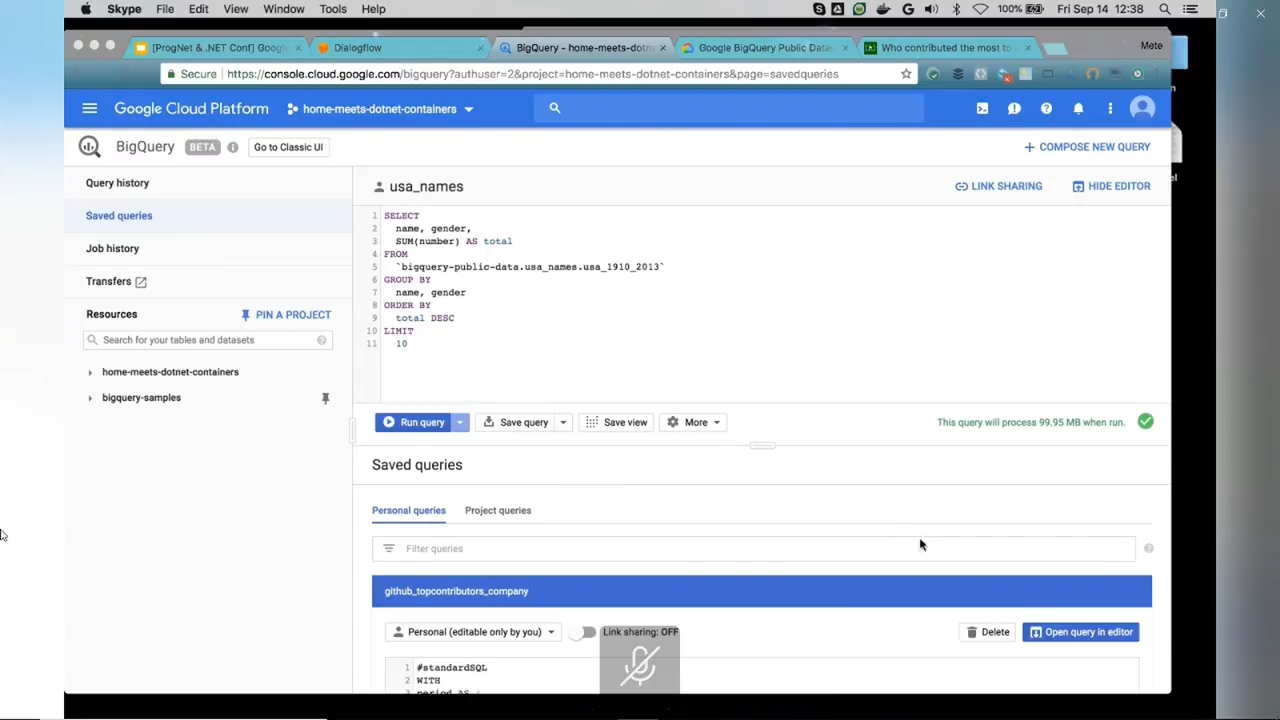 Skype File Edit View Window Tools Help 100% Fri Sep 14 12:38
[ProgNet & .NET Conf] Google Dialogflow BigQuery - home-meets-dotnet Google BigQuery Public Datas Who contributed the most to Mete
Secure https://console.cloud.google.com/bigquery?authuser=2&project=home-meets-dotnet-containers&page=savedqueries
Google Cloud Platform home-meets-dotnet-containers
BigQuery BETA Go to Classic UI + COMPOSE NEW QUERY
Query history
Saved queries
Job history
Transfers
Resources PIN A PROJECT
Search for your tables and datasets
home-meets-dotnet-containers
bigquery-samples
usa_names LINK SHARING HIDE EDITOR
1 SELECT
2 name, gender,
3 SUM(number) AS total
4 FROM
5 `bigquery-public-data.usa_names.usa_1910_2013`
6 GROUP BY
7 name, gender
8 ORDER BY
9 total DESC
10 LIMIT
11 10
Run query Save query Save view More This query will process 99.95 MB when run.
Saved queries
Personal queries Project queries
Filter queries
github_topcontributors_company
Personal (editable only by you) Link sharing: OFF Delete Open query in editor
1 #standardSQL
2 WITH
period AS